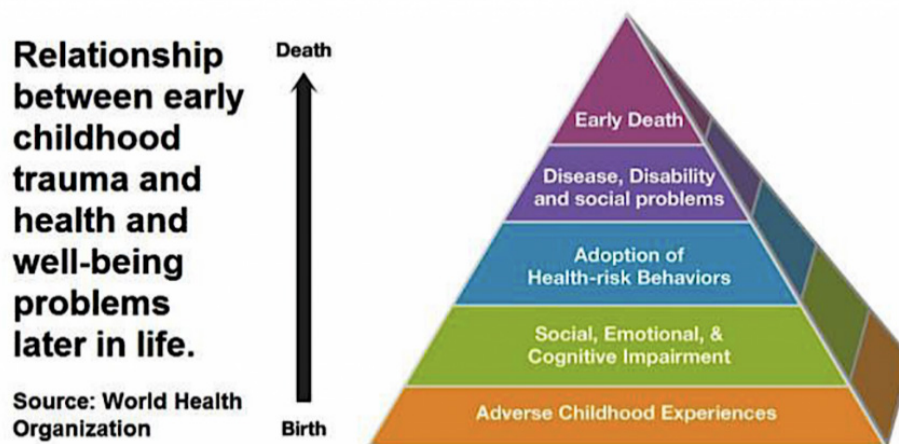 Relationship
between early
childhood
trauma and
health and
well-being
problems
later in life.
Source: World Health
Organization
Death
Birth
Early Death
Disease, Disability
and social problems
Adoption of
Health-risk Behaviors
Social, Emotional, &
Cognitive Impairment
Adverse Childhood Experiences